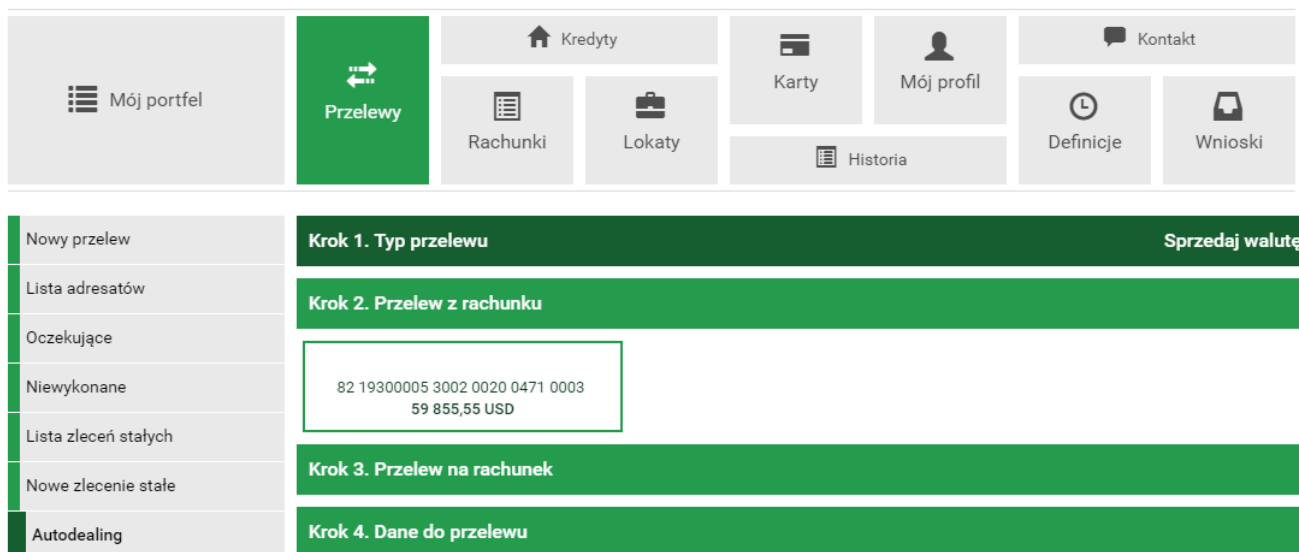 Mój portfel
Przelewy
Kredyty
Rachunki
Lokaty
Karty
Mój profil
Historia
Kontakt
Definicje
Wnioski
Nowy przelew
Lista adresatów
Oczekujące
Niewykonane
Lista zleceń stałych
Nowe zlecenie stałe
Autodealing
Krok 1. Typ przelewu
Sprzedaj walutę
Krok 2. Przelew z rachunku
82 19300005 3002 0020 0471 0003
59 855,55 USD
Krok 3. Przelew na rachunek
Krok 4. Dane do przelewu